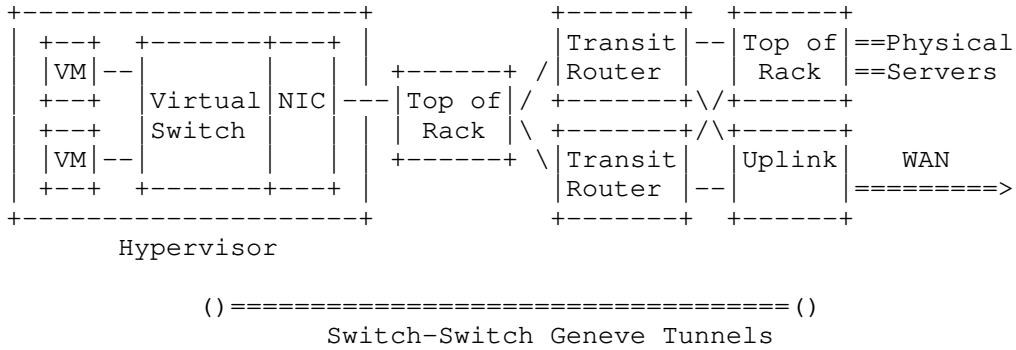 Transit Top of ==Physical
VM Router Rack ==Servers
Virtual NIC Top of
Switch Rack
VM Transit Uplink WAN
Router
Hypervisor
Switch-Switch Geneve Tunnels